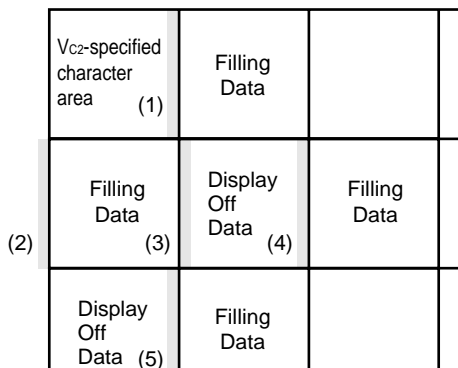 VC2-specified
character
area (1)
Filling
Data
(2)
Filling
Data (3)
Display
Off
Data (4)
Filling
Data
Display
Off
Data (5)
Filling
Data